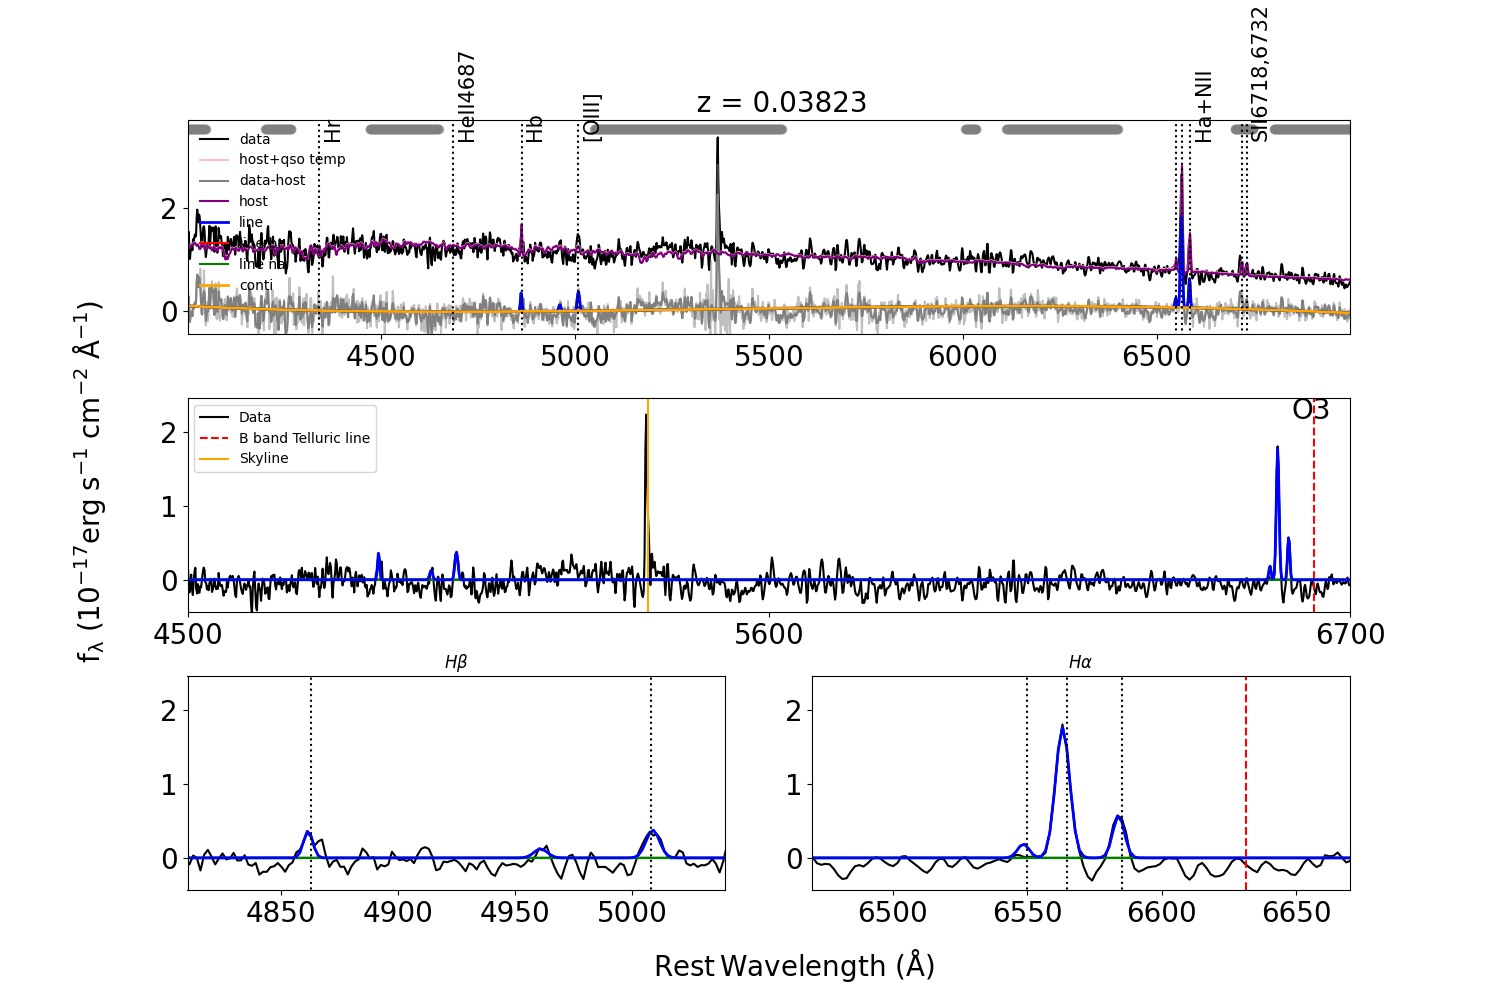 z = 0.03823
Hr
HeII4687
Hb
[OIII]
Ha+NII
SII6718,6732
data
host+qso temp
data-host
host
line
conti
2
0
4500 5000 5500 6000 6500
Data
B band Telluric line
Skyline
O3
2
1
0
4500 5600 6700
fλ (10⁻¹⁷erg s⁻¹ cm⁻² Å⁻¹)
Hβ
2
1
0
4850 4900 4950 5000
Hα
2
1
0
6500 6550 6600 6650
Rest Wavelength (Å)